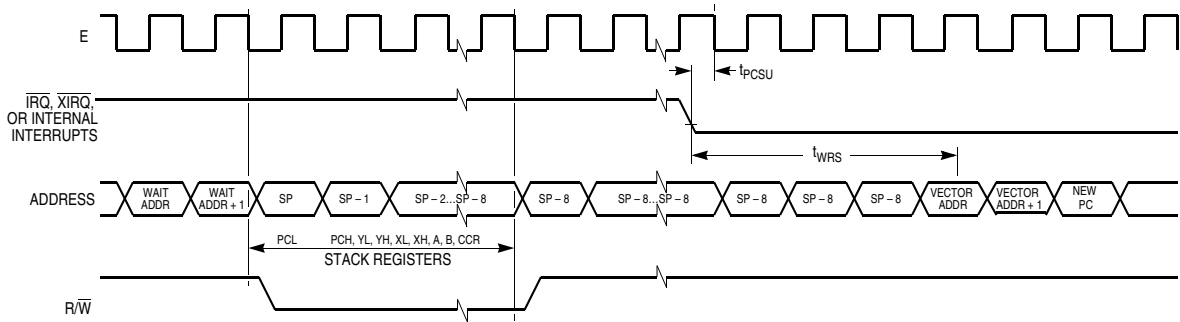 E
tPCSU
IRQ, XIRQ,
OR INTERNAL
INTERRUPTS
tWRS
ADDRESS
WAIT
ADDR
WAIT
ADDR + 1
SP
SP – 1
SP – 2...SP – 8
SP – 8
SP – 8...SP – 8
SP – 8
SP – 8
SP – 8
VECTOR
ADDR
VECTOR
ADDR + 1
NEW
PC
PCL PCH, YL, YH, XL, XH, A, B, CCR
STACK REGISTERS
R/W